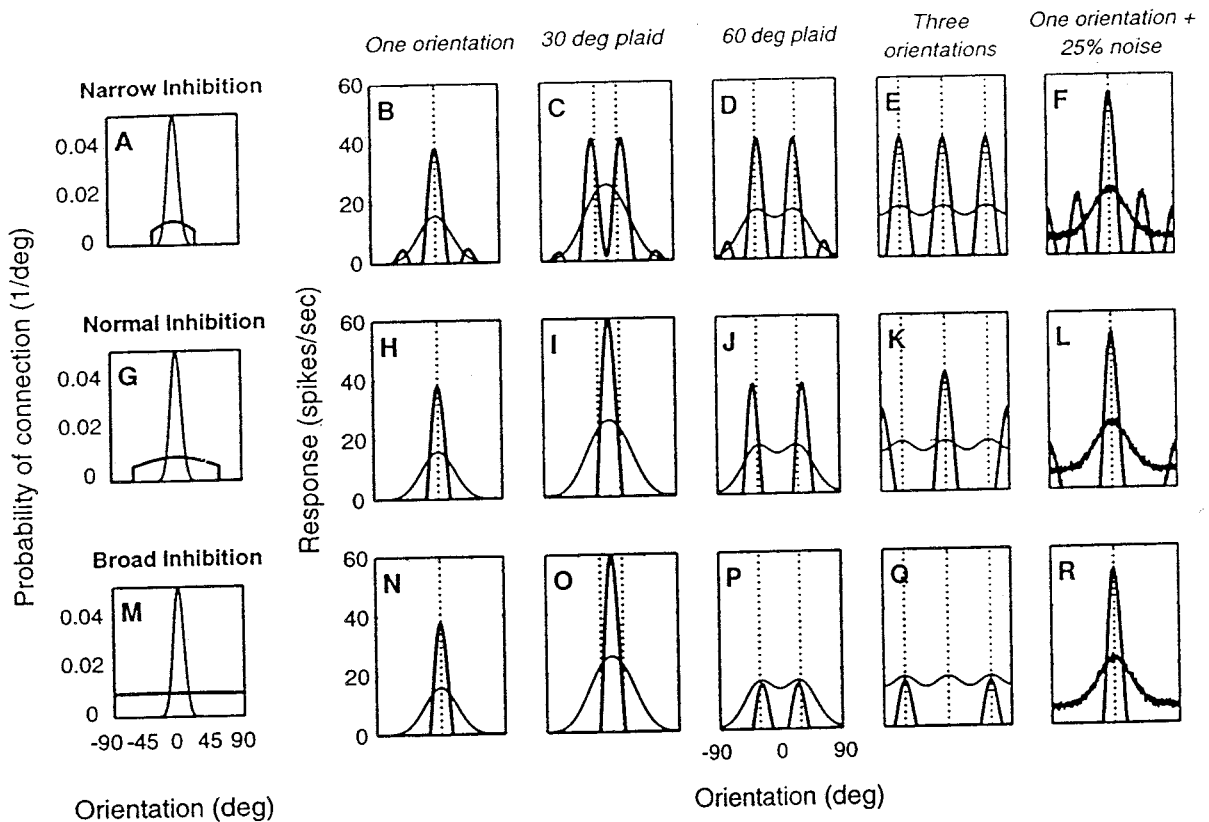 One orientation
30 deg plaid
60 deg plaid
Three
orientations
One orientation +
25% noise
Narrow Inhibition
A
0.04
0.02
0
60
40
20
0
B
C
D
E
F
Normal Inhibition
G
0.04
0.02
0
60
40
20
0
H
I
J
K
L
Broad Inhibition
M
0.04
0.02
0
-90 -45 0 45 90
60
40
20
0
N
O
P
Q
R
-90 0 90
Probability of connection (1/deg)
Response (spikes/sec)
Orientation (deg)
Orientation (deg)